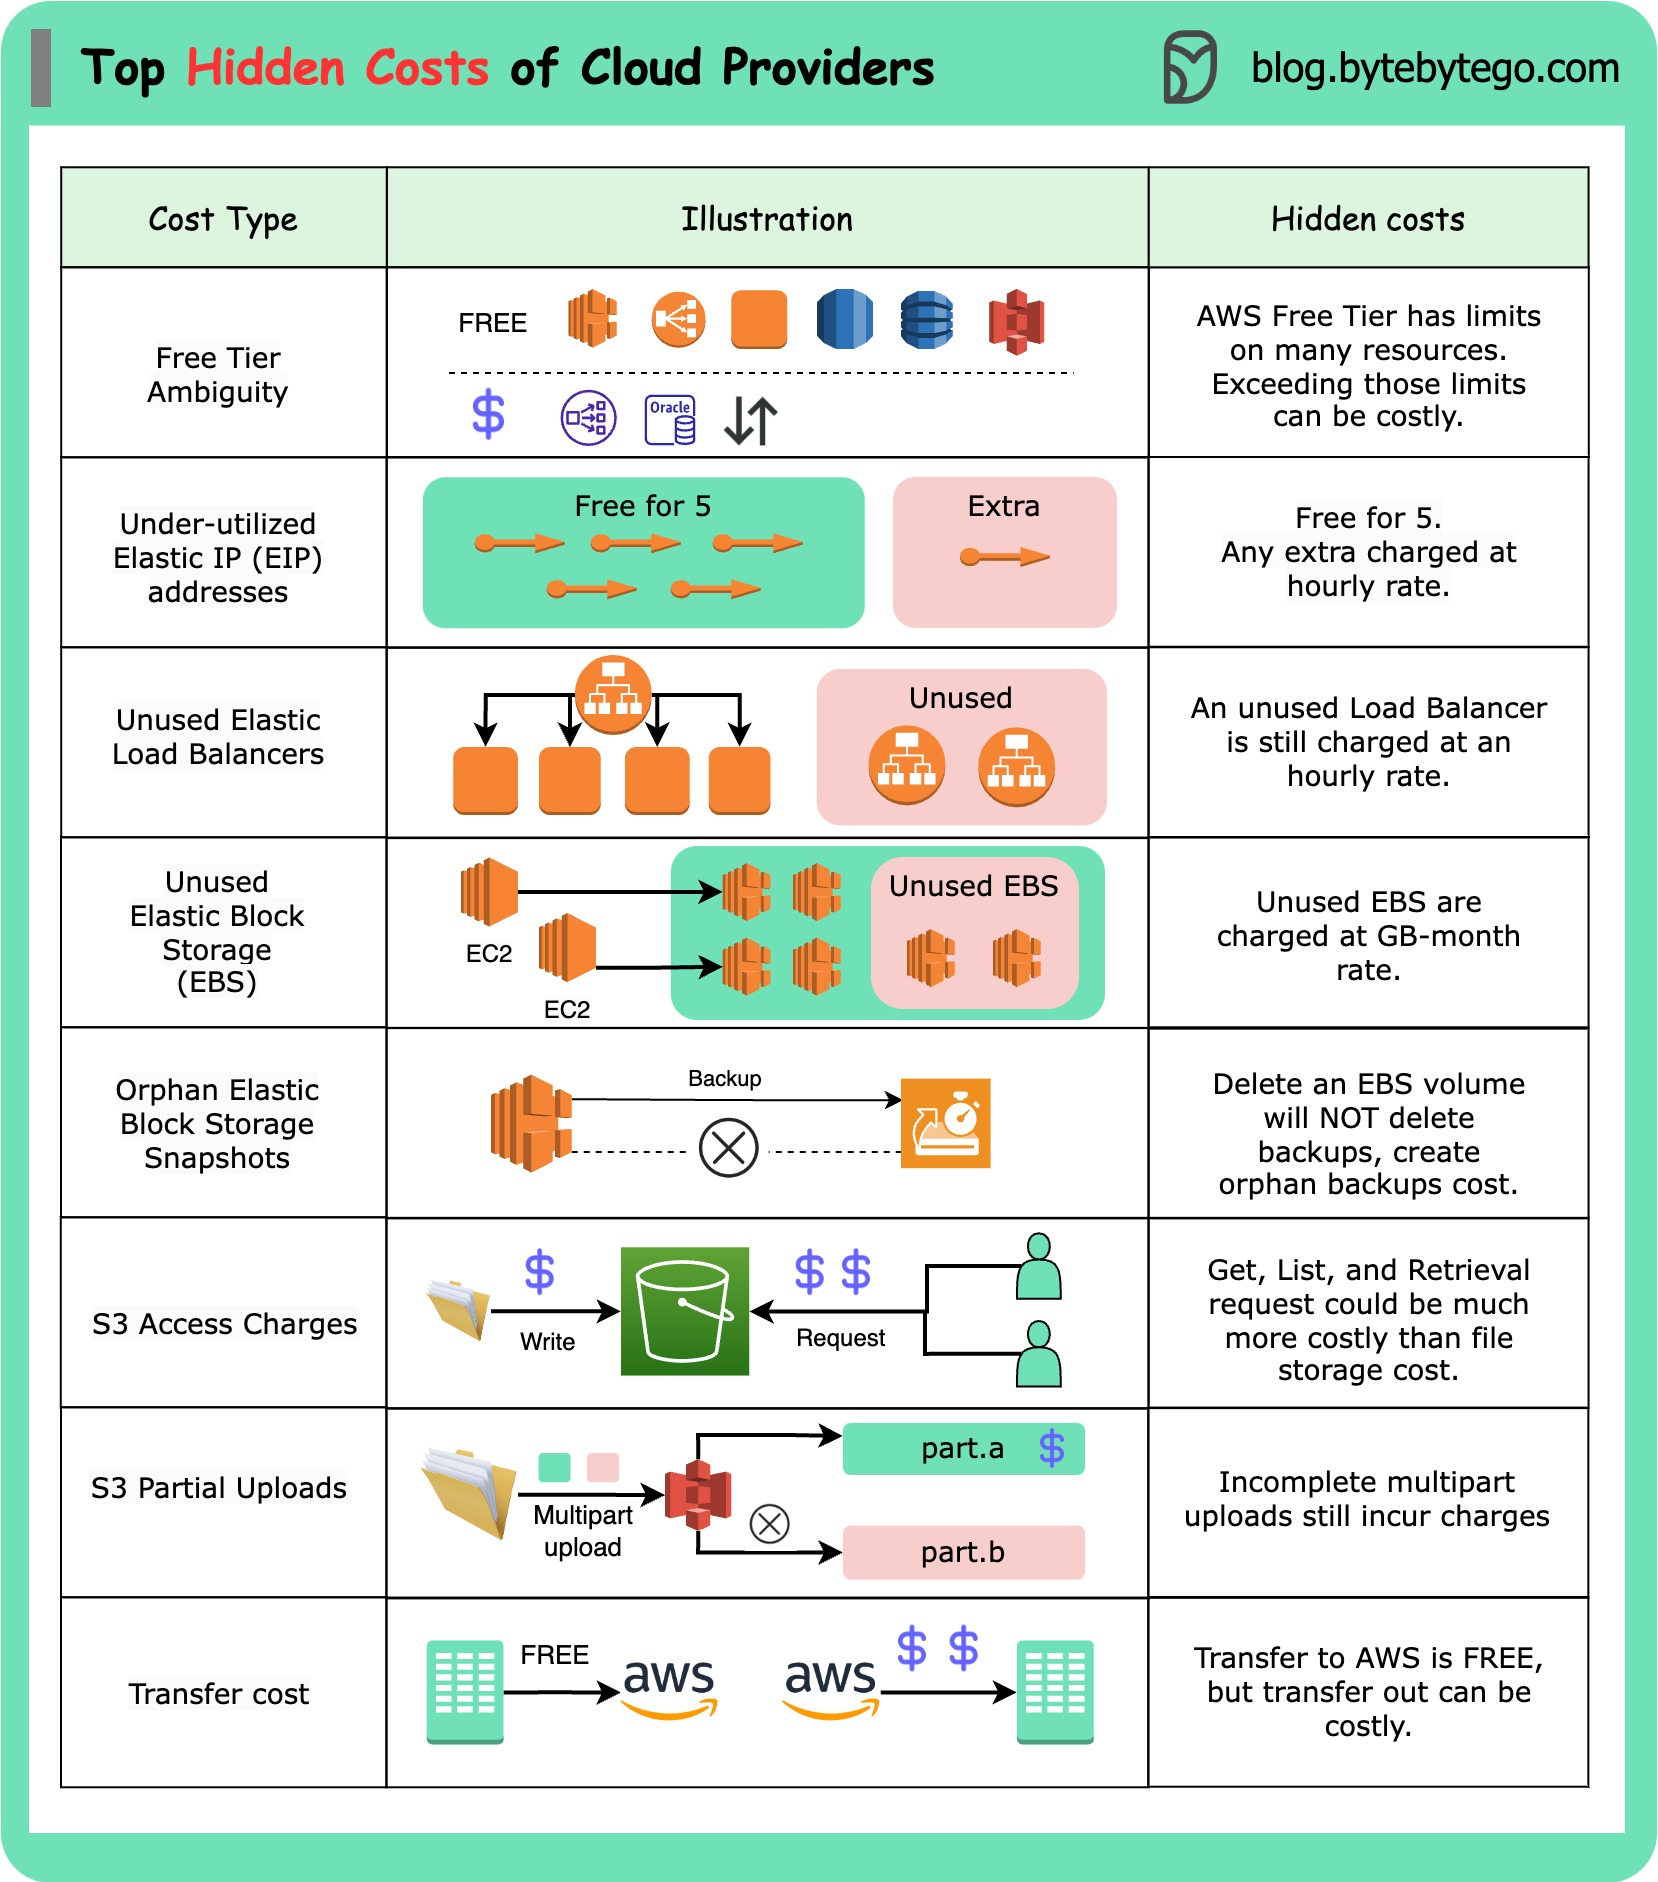 Top Hidden Costs of Cloud Providers
blog.bytebytego.com
Cost Type
Illustration
Hidden costs
Free Tier
Ambiguity
FREE
$
Oracle
AWS Free Tier has limits
on many resources.
Exceeding those limits
can be costly.
Under-utilized
Elastic IP (EIP)
addresses
Free for 5
Extra
Free for 5.
Any extra charged at
hourly rate.
Unused Elastic
Load Balancers
Unused
An unused Load Balancer
is still charged at an
hourly rate.
Unused
Elastic Block
Storage
(EBS)
EC2
EC2
Unused EBS
Unused EBS are
charged at GB-month
rate.
Orphan Elastic
Block Storage
Snapshots
Backup
Delete an EBS volume
will NOT delete
backups, create
orphan backups cost.
S3 Access Charges
$
Write
$ $
Request
Get, List, and Retrieval
request could be much
more costly than file
storage cost.
S3 Partial Uploads
Multipart
upload
part.a $
part.b
Incomplete multipart
uploads still incur charges
Transfer cost
FREE
aws
aws
$ $
Transfer to AWS is FREE,
but transfer out can be
costly.